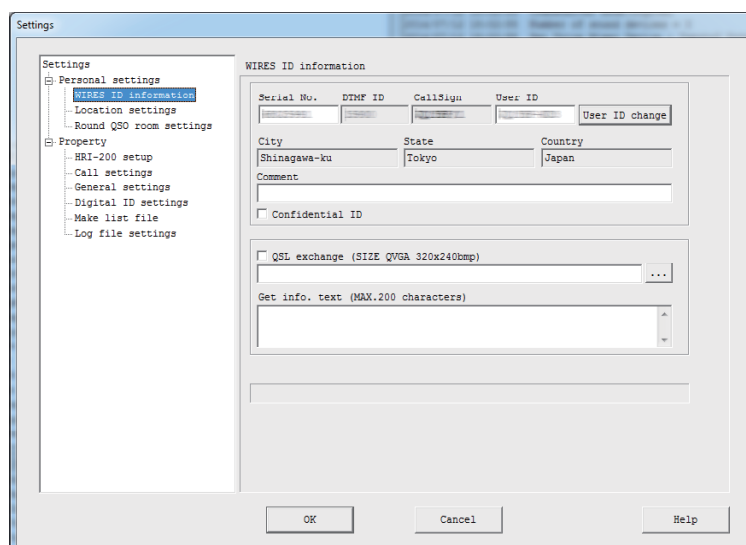 Settings
Settings
Personal settings
WIRES ID information
Location settings
Round QSO room settings
Property
HRI-200 setup
Call settings
General settings
Digital ID settings
Make list file
Log file settings
WIRES ID information
Serial No. DTMF ID CallSign User ID
User ID change
City State Country
Shinagawa-ku Tokyo Japan
Comment
Confidential ID
QSL exchange (SIZE QVGA 320x240bmp)
...
Get info. text (MAX.200 characters)
OK Cancel Help